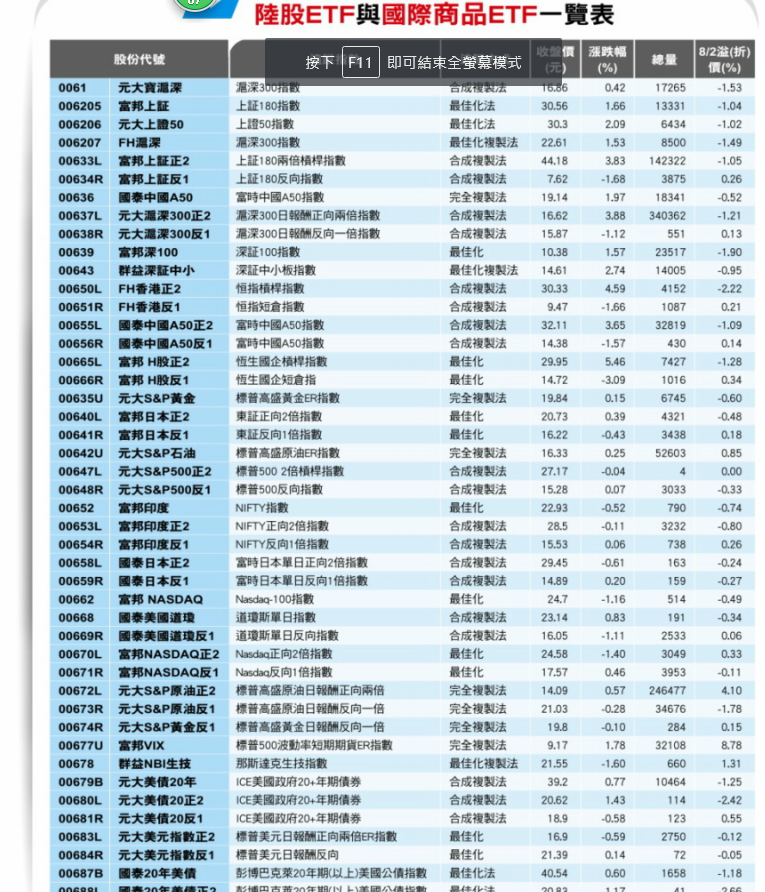 陸股ETF與國際商品ETF一覽表
股份代號 價(元) 漲跌幅(%) 總量 8/2溢(折)價(%)
按下 F11 即可結束全螢幕模式
0061 元大寶滬深 滬深300指數 合成複製法 16.86 0.42 17265 -1.53
006205 富邦上証 上証180指數 最佳化法 30.56 1.66 13331 -1.04
006206 元大上證50 上證50指數 最佳化法 30.3 2.09 6434 -1.02
006207 FH滬深 滬深300指數 最佳化複製法 22.61 1.53 8500 -1.49
00633L 富邦上証正2 上証180兩倍槓桿指數 合成複製法 44.18 3.83 142322 -1.05
00634R 富邦上証反1 上証180反向指數 合成複製法 7.62 -1.68 3875 0.26
00636 國泰中國A50 富時中國A50指數 完全複製法 19.14 1.97 18341 -0.52
00637L 元大滬深300正2 滬深300日報酬正向兩倍指數 合成複製法 16.62 3.88 340362 -1.21
00638R 元大滬深300反1 滬深300日報酬反向一倍指數 合成複製法 15.87 -1.12 551 0.13
00639 富邦深100 深証100指數 最佳化 10.38 1.57 23517 -1.90
00643 群益深証中小 深証中小板指數 最佳化複製法 14.61 2.74 14005 -0.95
00650L FH香港正2 恒指槓桿指數 合成複製法 30.33 4.59 4152 -2.22
00651R FH香港反1 恒指短倉指數 合成複製法 9.47 -1.66 1087 0.21
00655L 國泰中國A50正2 富時中國A50指數 合成複製法 32.11 3.65 32819 -1.09
00656R 國泰中國A50反1 富時中國A50指數 合成複製法 14.38 -1.57 430 0.14
00665L 富邦 H股正2 恆生國企槓桿指數 最佳化 29.95 5.46 7427 -1.28
00666R 富邦 H股反1 恆生國企短倉指 最佳化 14.72 -3.09 1016 0.34
00635U 元大S&P黃金 標普高盛黃金ER指數 完全複製法 19.84 0.15 6745 -0.60
00640L 富邦日本正2 東証正向2倍指數 最佳化 20.73 0.39 4321 -0.48
00641R 富邦日本反1 東証反向1倍指數 最佳化 16.22 -0.43 3438 0.18
00642U 元大S&P石油 標普高盛原油ER指數 完全複製法 16.33 0.25 52603 0.85
00647L 元大S&P500正2 標普500 2倍槓桿指數 合成複製法 27.17 -0.04 4 0.00
00648R 元大S&P500反1 標普500反向指數 合成複製法 15.28 0.07 3033 -0.33
00652 富邦印度 NIFTY指數 最佳化 22.93 -0.52 790 -0.74
00653L 富邦印度正2 NIFTY正向2倍指數 合成複製法 28.5 -0.11 3232 -0.80
00654R 富邦印度反1 NIFTY反向1倍指數 合成複製法 15.53 0.06 738 0.26
00658L 國泰日本正2 富時日本單日正向2倍指數 合成複製法 29.45 -0.61 163 -0.24
00659R 國泰日本反1 富時日本單日反向1倍指數 合成複製法 14.89 0.20 159 -0.27
00662 富邦 NASDAQ Nasdaq-100指數 最佳化 24.7 -1.16 514 -0.49
00668 國泰美國道瓊 道瓊斯單日指數 合成複製法 23.14 0.83 191 -0.34
00669R 國泰美國道瓊反1 道瓊斯單日反向指數 合成複製法 16.05 -1.11 2533 0.06
00670L 富邦NASDAQ正2 Nasdaq正向2倍指數 最佳化 24.58 -1.40 3049 0.33
00671R 富邦NASDAQ反1 Nasdaq反向1倍指數 最佳化 17.57 0.46 3953 -0.11
00672L 元大S&P原油正2 標普高盛原油日報酬正向兩倍 完全複製法 14.09 0.57 246477 4.10
00673R 元大S&P原油反1 標普高盛原油日報酬反向一倍 完全複製法 21.03 -0.28 34676 -1.78
00674R 元大S&P黃金反1 標普高盛黃金日報酬反向一倍 完全複製法 19.8 -0.10 284 0.15
00677U 富邦VIX 標普500波動率短期期貨ER指數 完全複製法 9.17 1.78 32108 8.78
00678 群益NBI生技 那斯達克生技指數 最佳化複製法 21.55 -1.60 660 1.31
00679B 元大美債20年 ICE美國政府20+年期債券 合成複製法 39.2 0.77 10464 -1.25
00680L 元大美債20正2 ICE美國政府20+年期債券 合成複製法 20.62 1.43 114 -2.42
00681R 元大美債20反1 ICE美國政府20+年期債券 合成複製法 18.9 -0.58 123 0.55
00683L 元大美元指數正2 標普美元日報酬正向兩倍ER指數 最佳化 16.9 -0.59 2750 -0.12
00684R 元大美元指數反1 標普美元日報酬反向 最佳化 21.39 0.14 72 -0.05
00687B 國泰20年美債 彭博巴克萊20年期(以上)美國公債指數 最佳化法 40.54 0.60 1658 -1.18